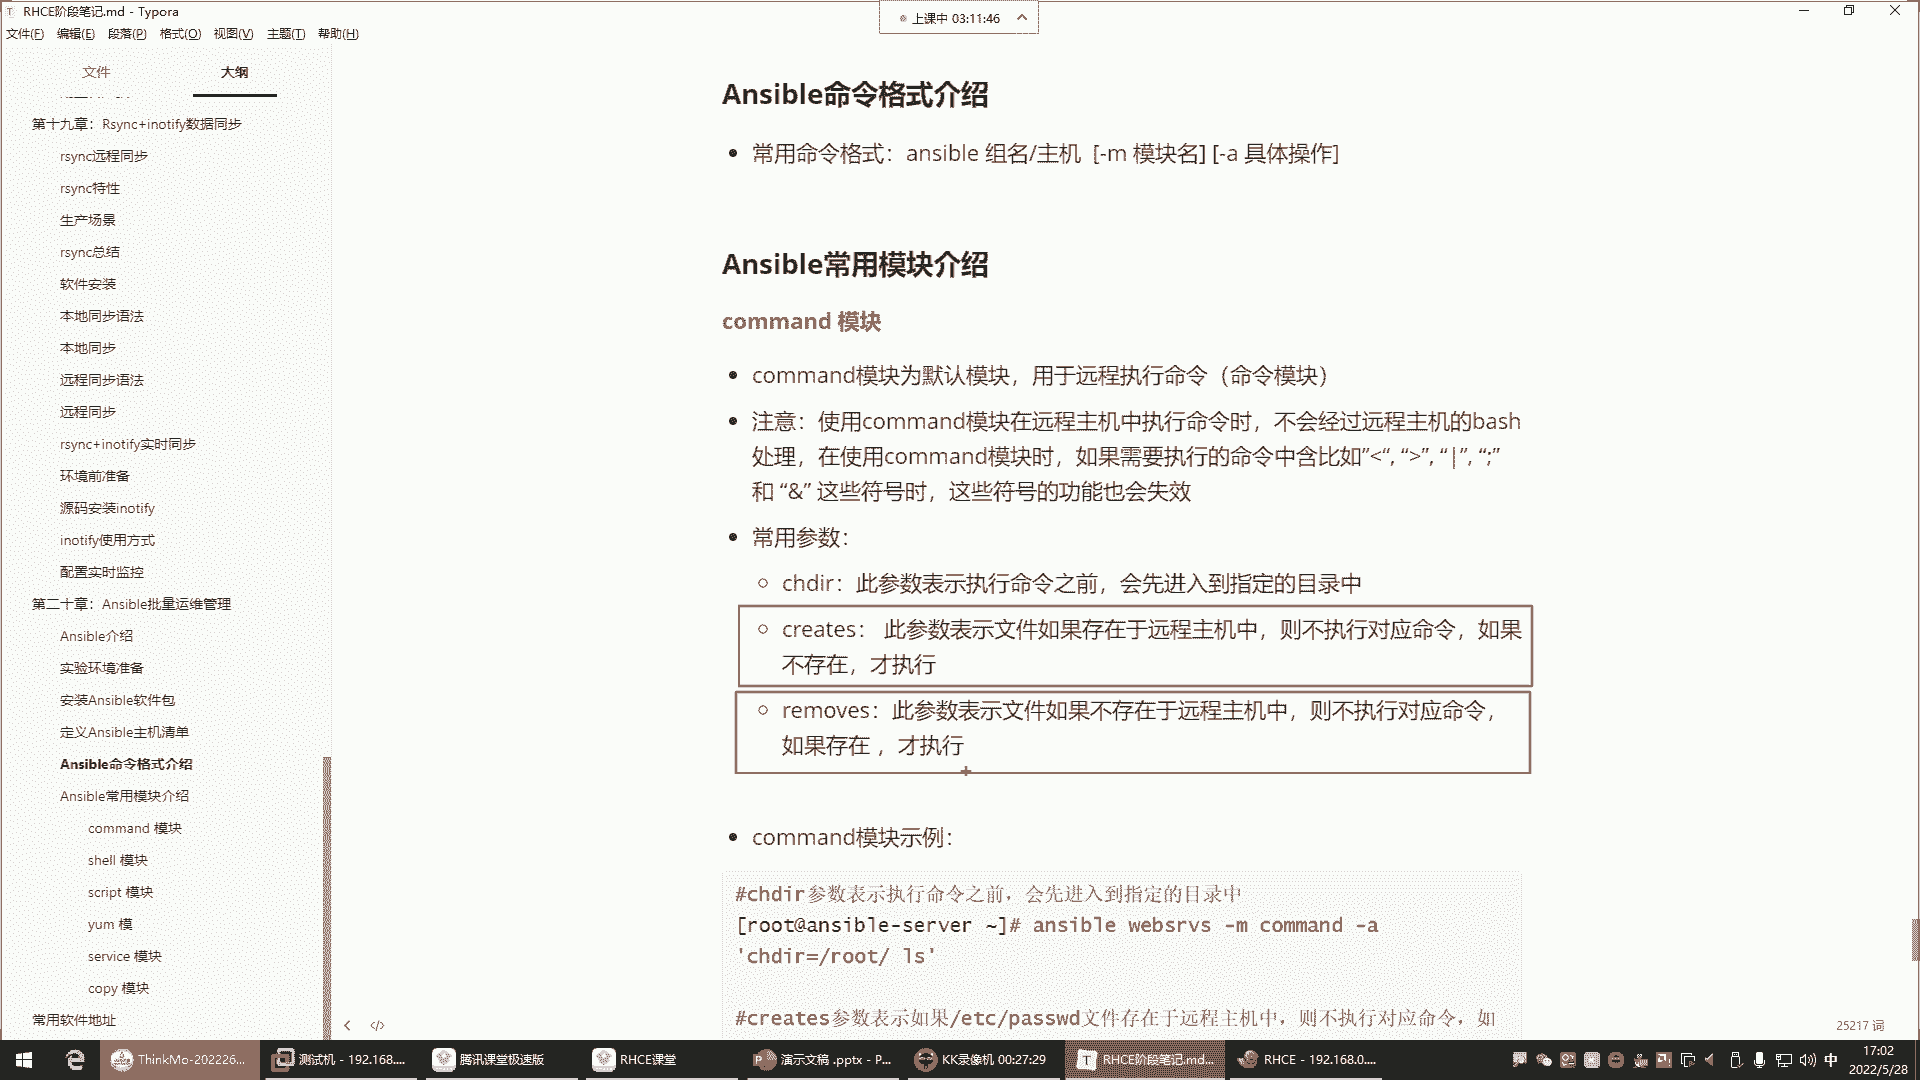 RHCE阶段笔记.md - Typora
上课中 03:11:46
文件(F) 编辑(E) 段落(P) 格式(O) 视图(V) 主题(T) 帮助(H)
文件 大纲
第十九章：Rsync+inotify数据同步
rsync远程同步
rsync特性
生产场景
rsync总结
软件安装
本地同步语法
本地同步
远程同步语法
远程同步
rsync+inotify实时同步
环境前准备
源码安装inotify
inotify使用方式
配置实时监控
第二十章：Ansible批量运维管理
Ansible介绍
实验环境准备
安装Ansible软件包
定义Ansible主机清单
Ansible命令格式介绍
Ansible常用模块介绍
command 模块
shell 模块
script 模块
yum 模
service 模块
copy 模块
常用软件地址
Ansible命令格式介绍
常用命令格式：ansible 组名/主机 [-m 模块名] [-a 具体操作]
Ansible常用模块介绍
command 模块
command模块为默认模块，用于远程执行命令（命令模块）
注意：使用command模块在远程主机中执行命令时，不会经过远程主机的bash
处理，在使用command模块时，如果需要执行的命令中含比如”<“, “>”, “|”, “;”
和 “&” 这些符号时，这些符号的功能也会失效
常用参数：
chdir：此参数表示执行命令之前，会先进入到指定的目录中
creates： 此参数表示文件如果存在于远程主机中，则不执行对应命令，如果
不存在，才执行
removes：此参数表示文件如果不存在于远程主机中，则不执行对应命令，
如果存在 ，才执行
command模块示例：
#chdir参数表示执行命令之前，会先进入到指定的目录中
[root@ansible-server ~]# ansible websrvs -m command -a
'chdir=/root/ ls'
#creates参数表示如果/etc/passwd文件存在于远程主机中，则不执行对应命令，如
25217 词
ThinkMo-202226... 测试机 - 192.168.... 腾讯课堂极速版 RHCE课堂 演示文稿 .pptx - P... KK录像机 00:27:29 RHCE阶段笔记.md... RHCE - 192.168.0.... 中 17:02
2022/5/28